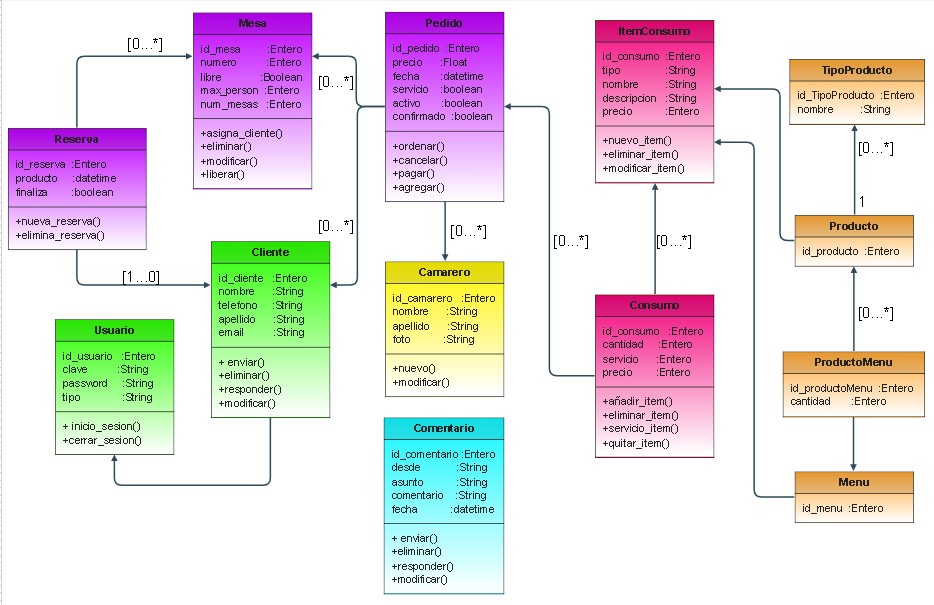 Mesa
id_mesa :Entero
numero :Entero
libre :Boolean
max_person :Entero
num_mesas :Entero
+asigna_cliente()
+eliminar()
+modificar()
+liberar()
Pedido
id_pedido :Entero
precio :Float
fecha :datetime
servicio :boolean
activo :boolean
confirmado :boolean
+ordenar()
+cancelar()
+pagar()
+agregar()
ItemConsumo
id_consumo :Entero
tipo :String
nombre :String
descripcion :String
precio :Entero
+nuevo_item()
+eliminar_item()
+modificar_item()
TipoProducto
id_TipoProducto :Entero
nombre :String
[0...*]
[0...*]
Reserva
id_reserva :Entero
producto :datetime
finaliza :boolean
+nueva_reserva()
+elimina_reserva()
[0...*]
1
[0...*]
[0...*]
[0...*]
[0...*]
Producto
id_producto :Entero
Cliente
id_cliente :Entero
nombre :String
telefono :String
apellido :String
email :String
+ enviar()
+eliminar()
+responder()
+modificar()
[1...0]
Camarero
id_camarero :Entero
nombre :String
apellido :String
foto :String
+nuevo()
+modificar()
Consumo
id_consumo :Entero
cantidad :Entero
servicio :Entero
precio :Entero
+añadir_item()
+eliminar_item()
+servicio_item()
+quitar_item()
[0...*]
Usuario
id_usuario :Entero
clave :String
password :String
tipo :String
+ inicio_sesion()
+cerrar_sesion()
ProductoMenu
id_productoMenu :Entero
cantidad :Entero
Comentario
id_comentario :Entero
desde :String
asunto :String
comentario :String
fecha :datetime
+ enviar()
+eliminar()
+responder()
+modificar()
Menu
id_menu :Entero